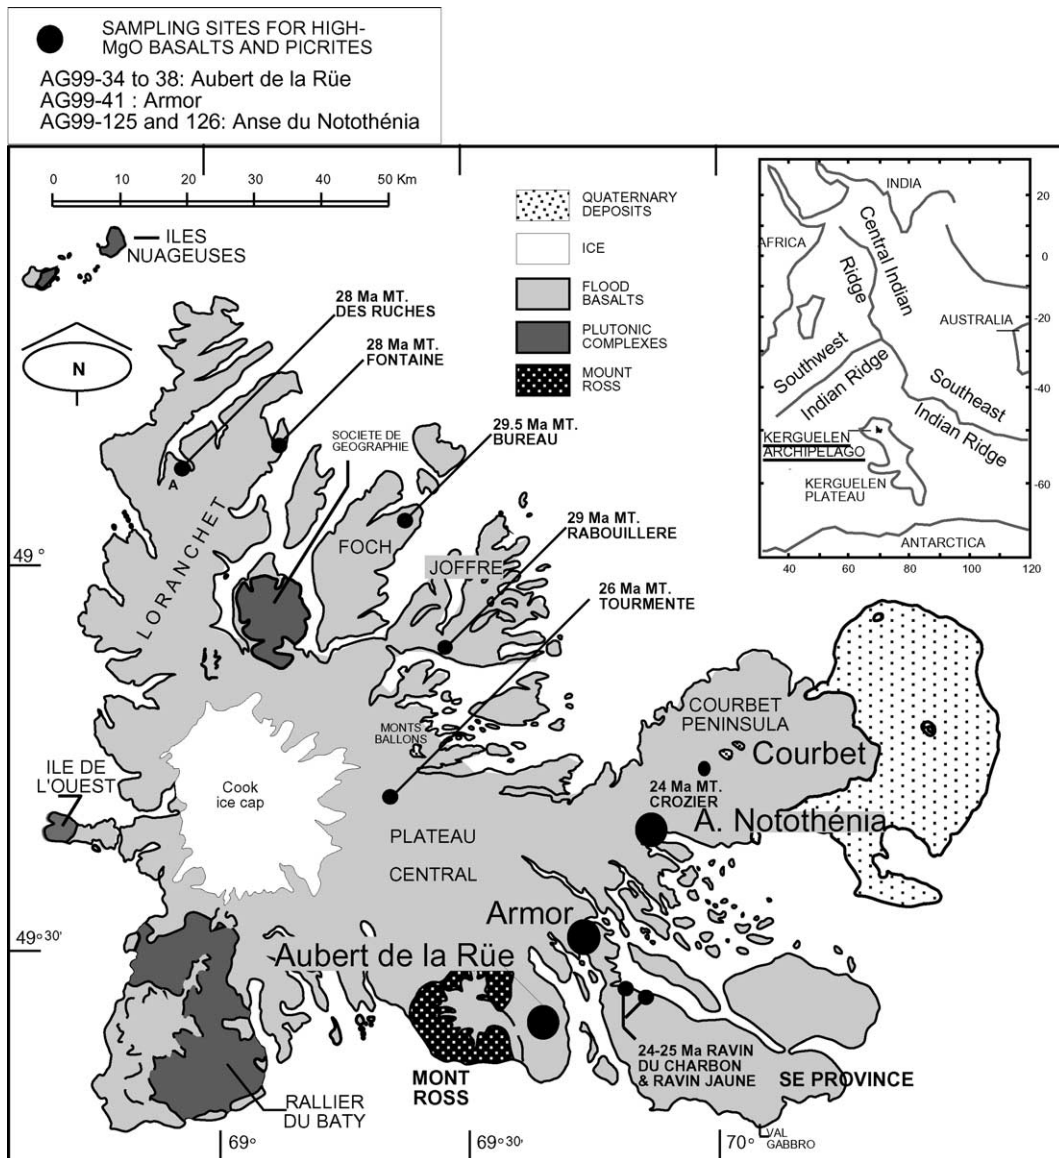 SAMPLING SITES FOR HIGH-
MgO BASALTS AND PICRITES
AG99-34 to 38: Aubert de la Rüe
AG99-41 : Armor
AG99-125 and 126: Anse du Notothénia
0 10 20 30 40 50 Km
ILES
NUAGEUSES
N
28 Ma MT.
DES RUCHES
28 Ma MT.
FONTAINE
SOCIETE DE
GEOGRAPHIE
29.5 Ma MT.
BUREAU
29 Ma MT.
RABOUILLERE
26 Ma MT.
TOURMENTE
QUATERNARY
DEPOSITS
ICE
FLOOD
BASALTS
PLUTONIC
COMPLEXES
MOUNT
ROSS
INDIA
AFRICA
Central Indian
Ridge
AUSTRALIA
Southwest
Indian Ridge
Southeast
Indian Ridge
KERGUELEN
ARCHIPELAGO
KERGUELEN
PLATEAU
ANTARCTICA
20
0
-20
-40
-60
40 60 80 100 120
A
LORANCHET
FOCH
JOFFRE
49°
MONTS
BALLONS
COURBET
PENINSULA
Courbet
24 Ma MT.
CROZIER
A. Notothénia
ILE DE
L'OUEST
Cook
ice cap
PLATEAU
CENTRAL
Armor
Aubert de la Rüe
49°30'
24-25 Ma RAVIN
DU CHARBON
& RAVIN JAUNE
SE PROVINCE
MONT
ROSS
RALLIER
DU BATY
VAL
GABBRO
69°
69°30'
70°